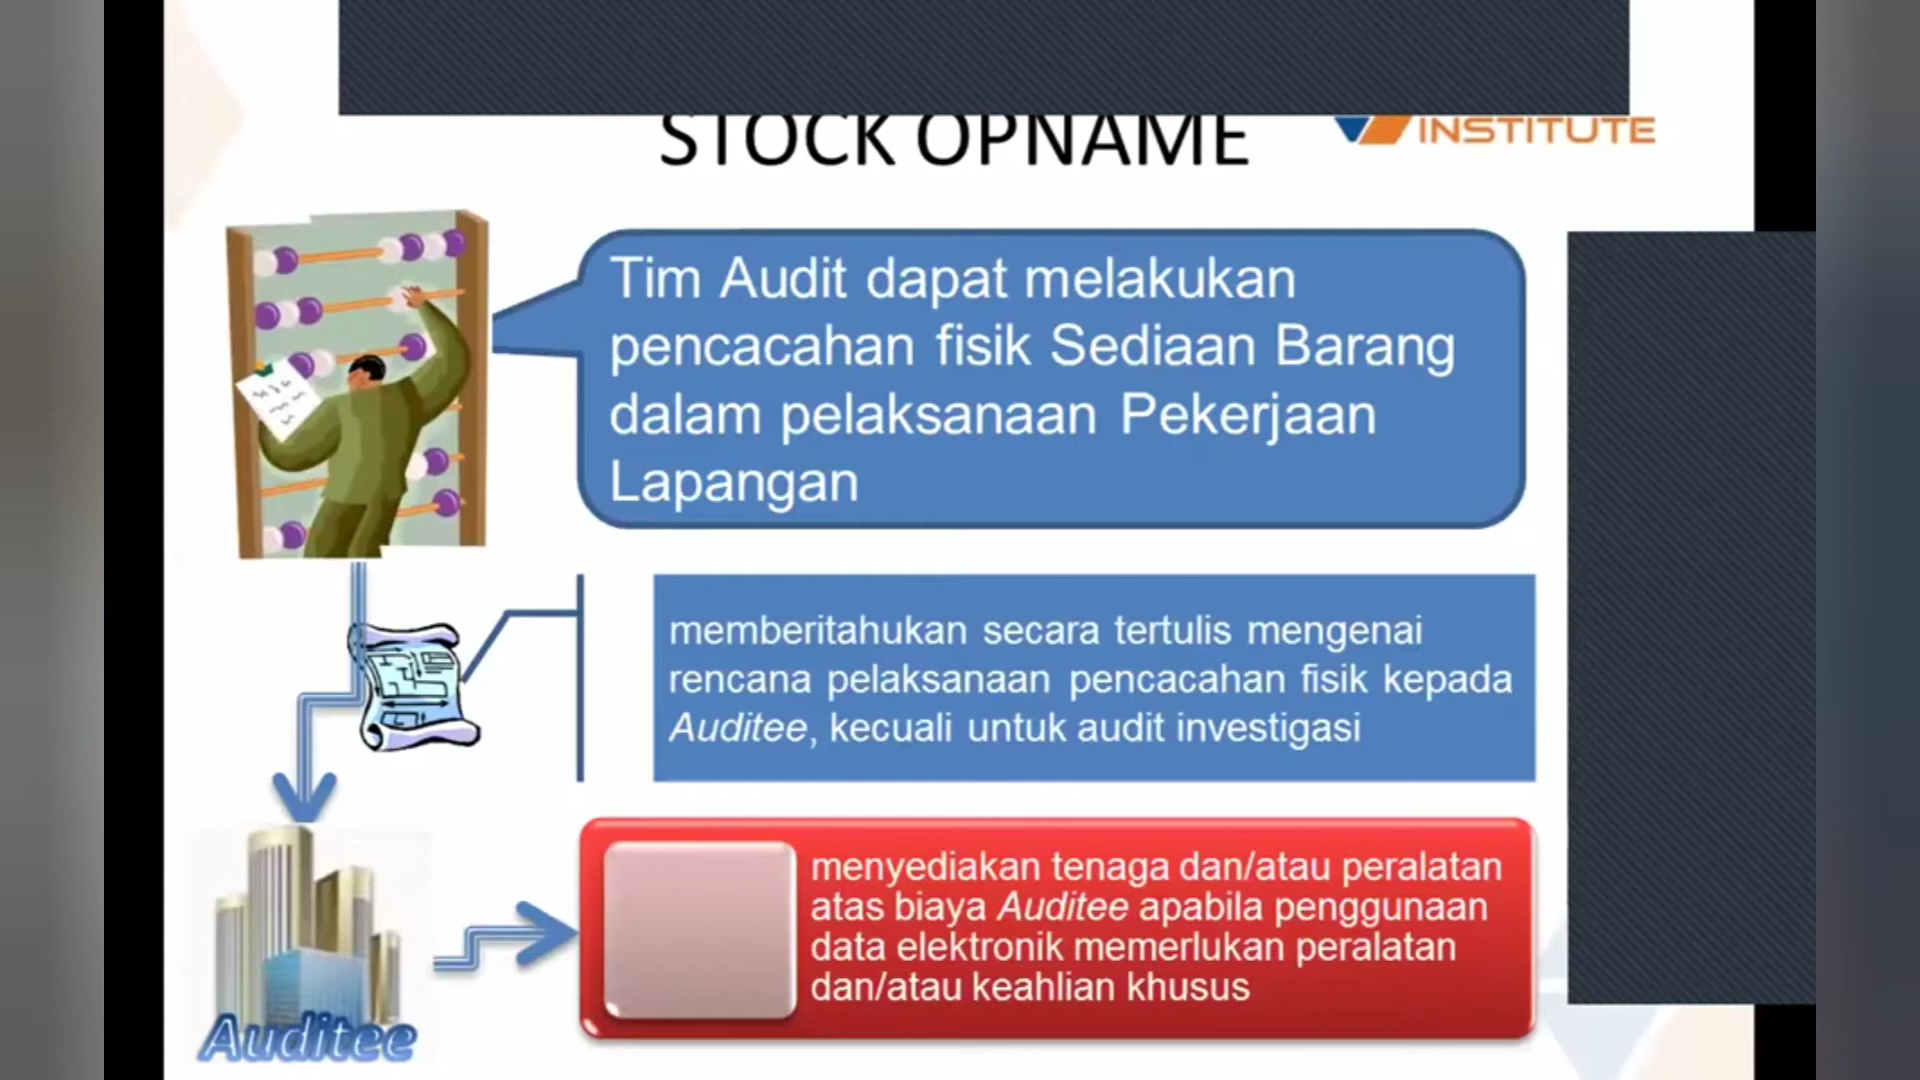 STOCK OPNAME
INSTITUTE
Tim Audit dapat melakukan
pencacahan fisik Sediaan Barang
dalam pelaksanaan Pekerjaan
Lapangan
memberitahukan secara tertulis mengenai
rencana pelaksanaan pencacahan fisik kepada
Auditee, kecuali untuk audit investigasi
menyediakan tenaga dan/atau peralatan
atas biaya Auditee apabila penggunaan
data elektronik memerlukan peralatan
dan/atau keahlian khusus
Auditee